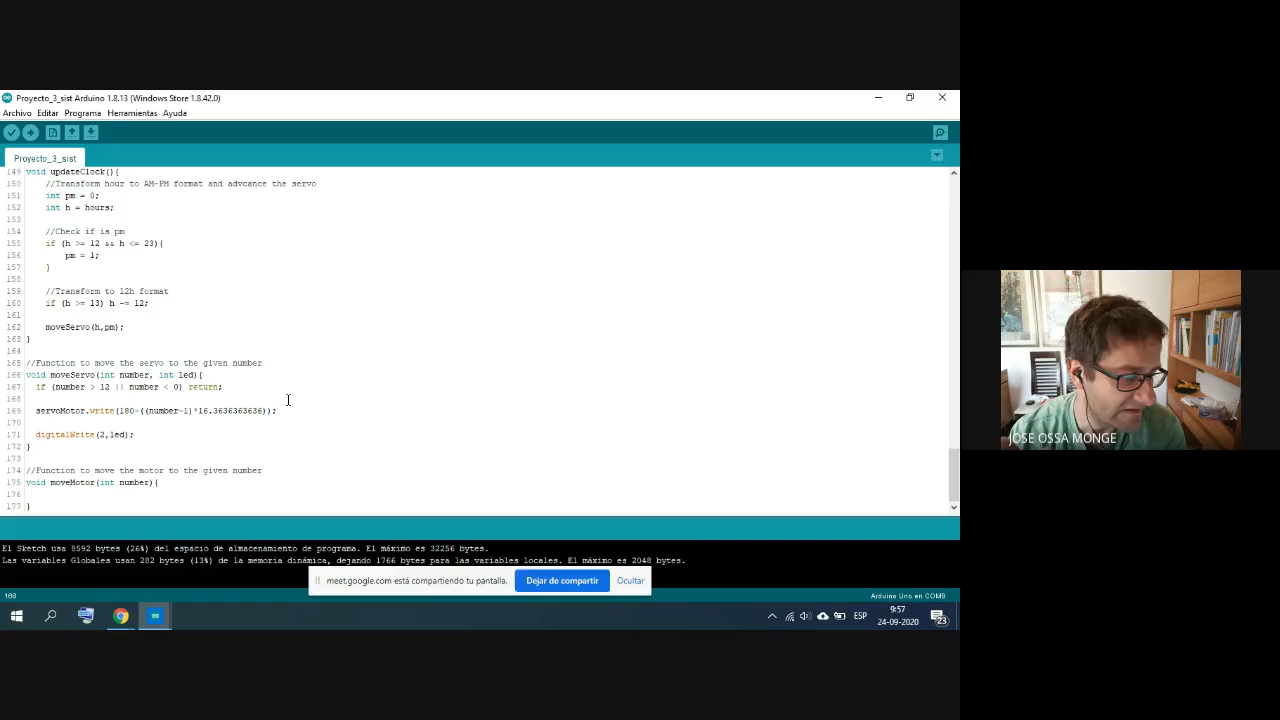 Proyecto_3_sist Arduino 1.8.13 (Windows Store 1.8.42.0)
Archivo Editar Programa Herramientas Ayuda
Proyecto_3_sist
149 void updateClock(){
150 //Transform hour to AM-PM format and advcance the servo
151 int pm = 0;
152 int h = hours;
153
154 //Check if is pm
155 if (h >= 12 && h <= 23){
156 pm = 1;
157 }
158
159 //Transform to 12h format
160 if (h >= 13) h -= 12;
161
162 moveServo(h,pm);
163 }
164
165 //Function to move the servo to the given number
166 void moveServo(int number, int led){
167 if (number > 12 || number < 0) return;
168
169 servoMotor.write(180-((number-1)*16.3636363636));
170
171 digitalWrite(2,led);
172 }
173
174 //Function to move the motor to the given number
175 void moveMotor(int number){
176
177 }
El Sketch usa 8592 bytes (26%) del espacio de almacenamiento de programa. El máximo es 32256 bytes.
Las variables Globales usan 282 bytes (13%) de la memoria dinámica, dejando 1766 bytes para las variables locales. El máximo es 2048 bytes.
meet.google.com está compartiendo tu pantalla. Dejar de compartir Ocultar
168 Arduino Uno en COM8
ESP 9:57
24-09-2020 23
JOSE OSSA MONGE